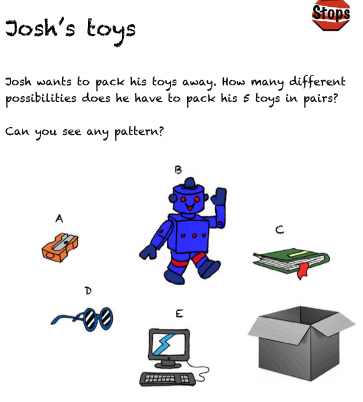 Stops
Josh's toys
Josh wants to pack his toys away. How many different
possibilities does he have to pack his 5 toys in pairs?
Can you see any pattern?
B
A
C
D
E